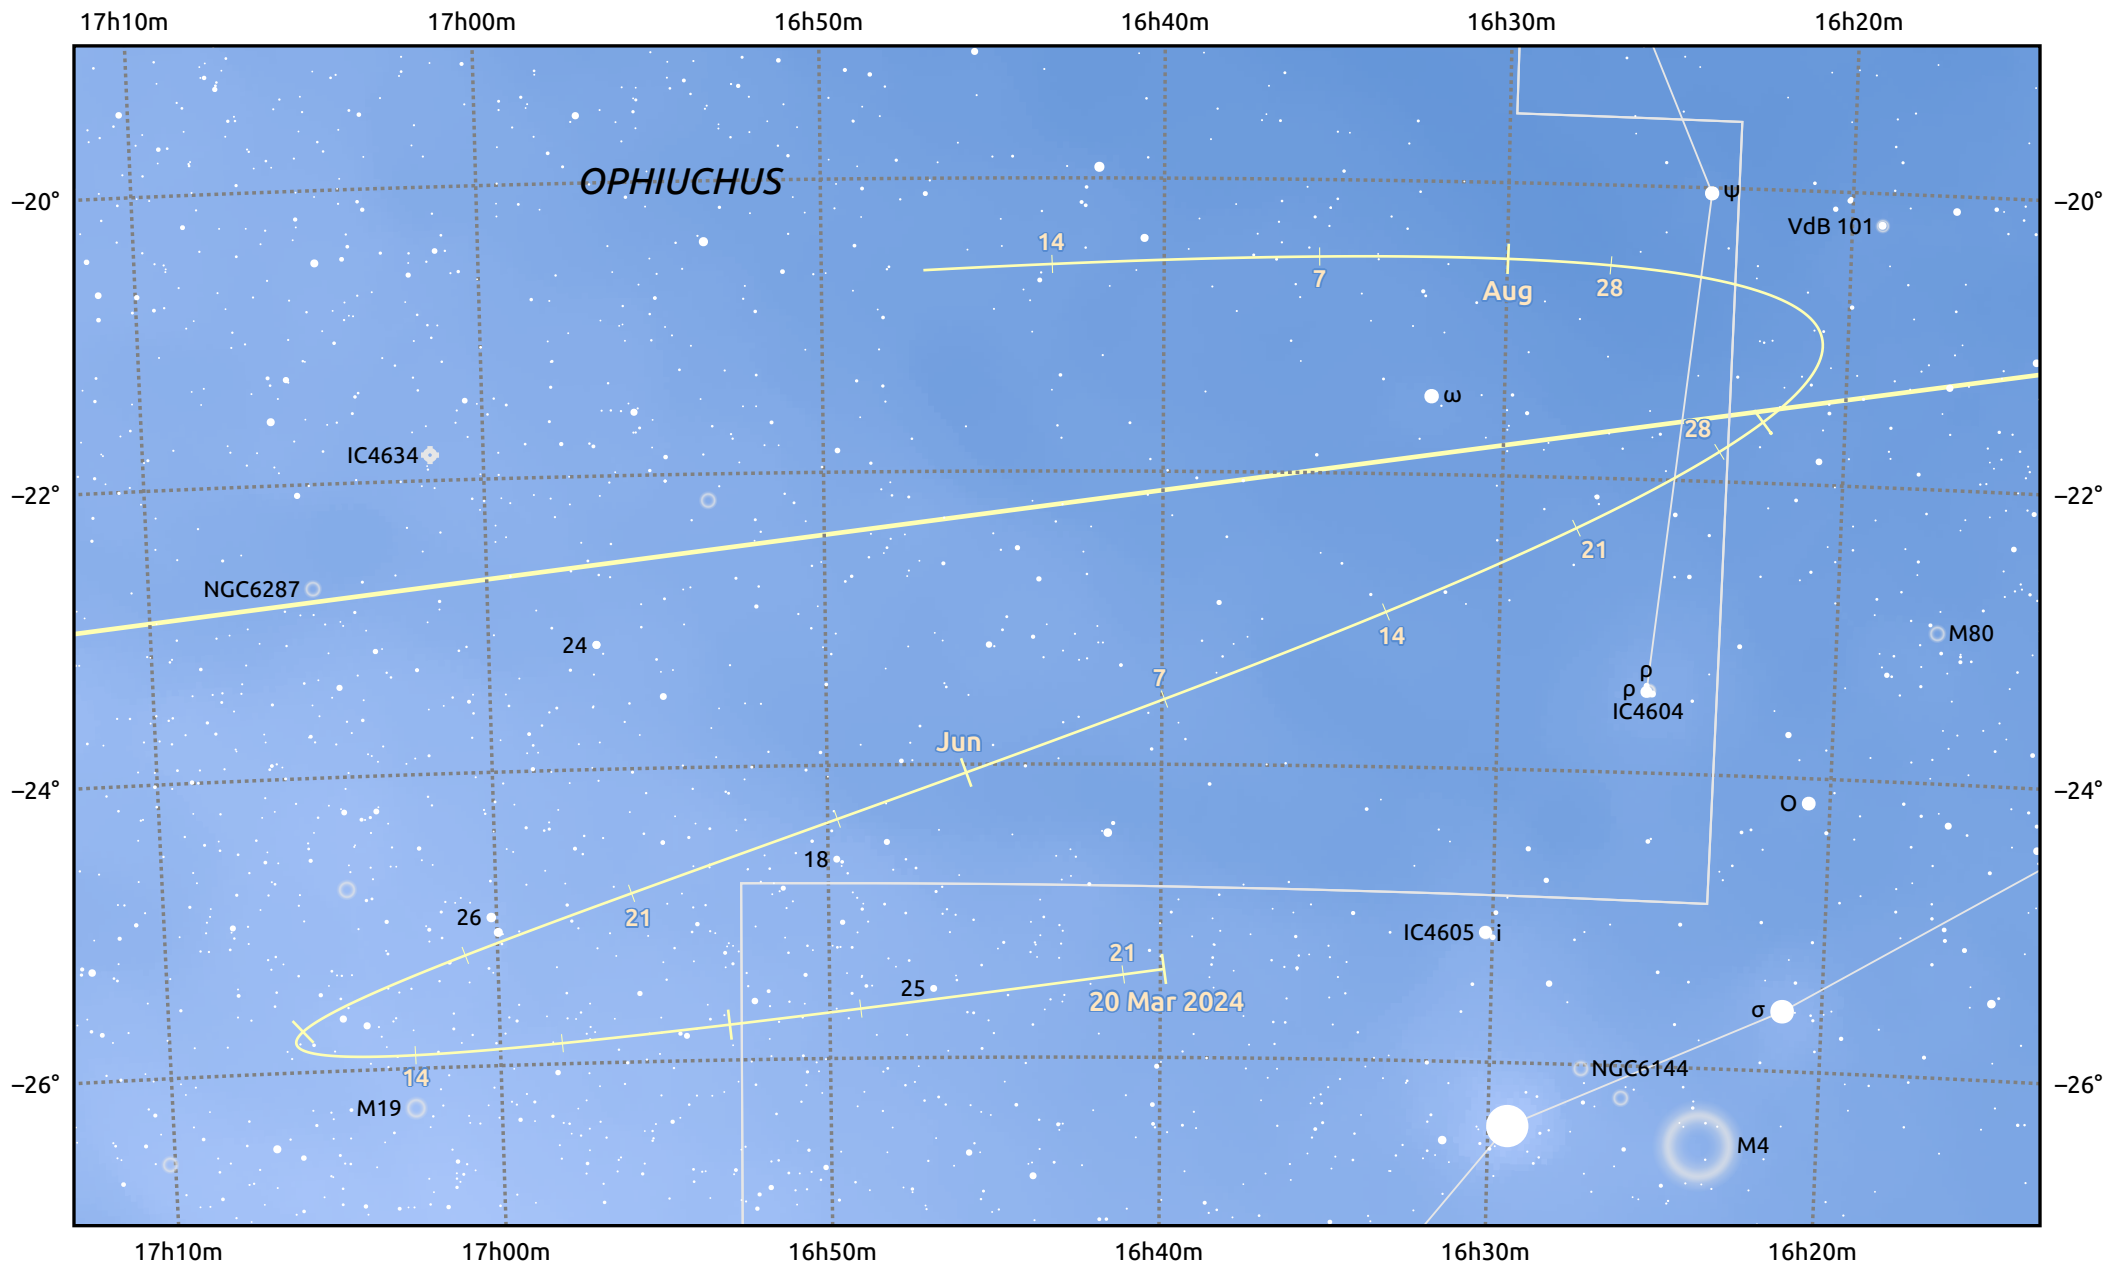 17h10m 17h00m 16h50m 16h40m 16h30m 16h20m
OPHIUCHUS
−20° −20°
ψ
VdB 101
14
7
Aug
28
ω
28
IC4634
−22° −22°
21
NGC6287
24
14
M80
7
ρ
ρ
IC4604
Jun
−24° −24°
ο
18
26
21
IC4605 i
21
25
20 Mar 2024
σ
NGC6144
14
−26° −26°
M19
M4
17h10m 17h00m 16h50m 16h40m 16h30m 16h20m